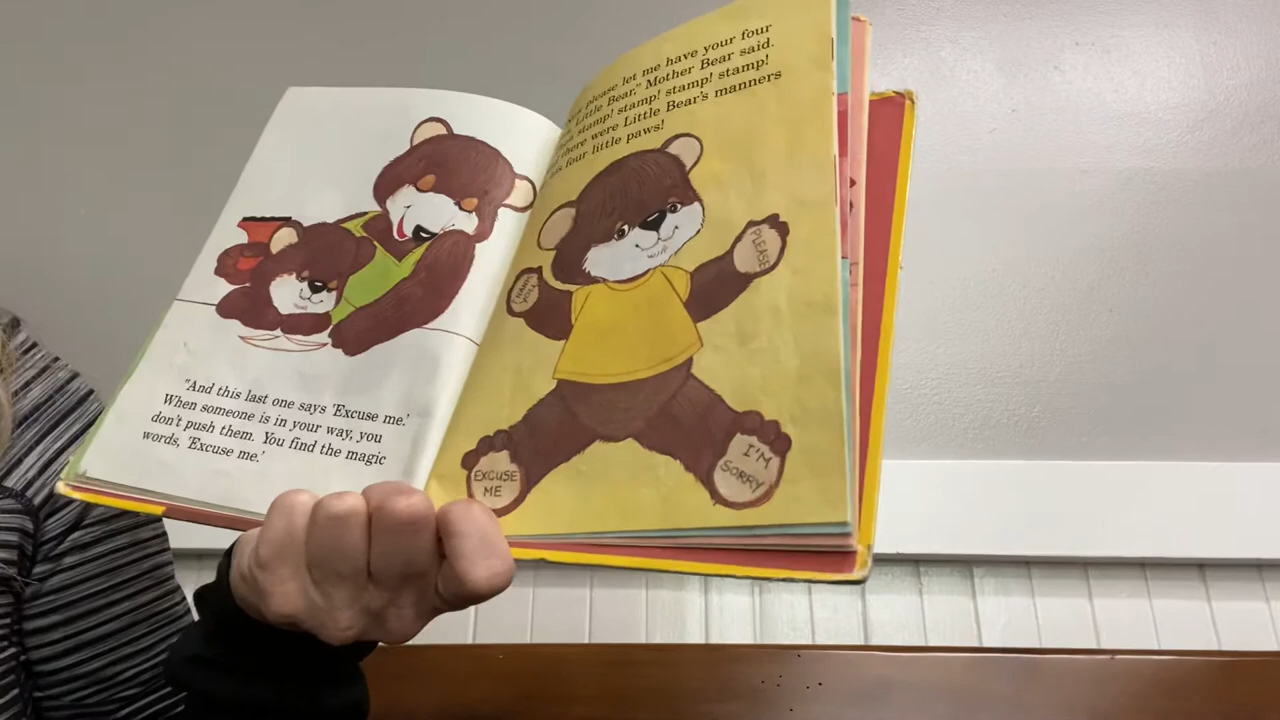 "And this last one says 'Excuse me.'
When someone is in your way, you
don't push them. You find the magic
words, 'Excuse me.'
please let me have your four
Little Bear," Mother Bear said.
stamp! stamp! stamp! stamp!
there were Little Bear's manners
his four little paws!
THANK
YOU
PLEASE
EXCUSE
ME
I'M
SORRY